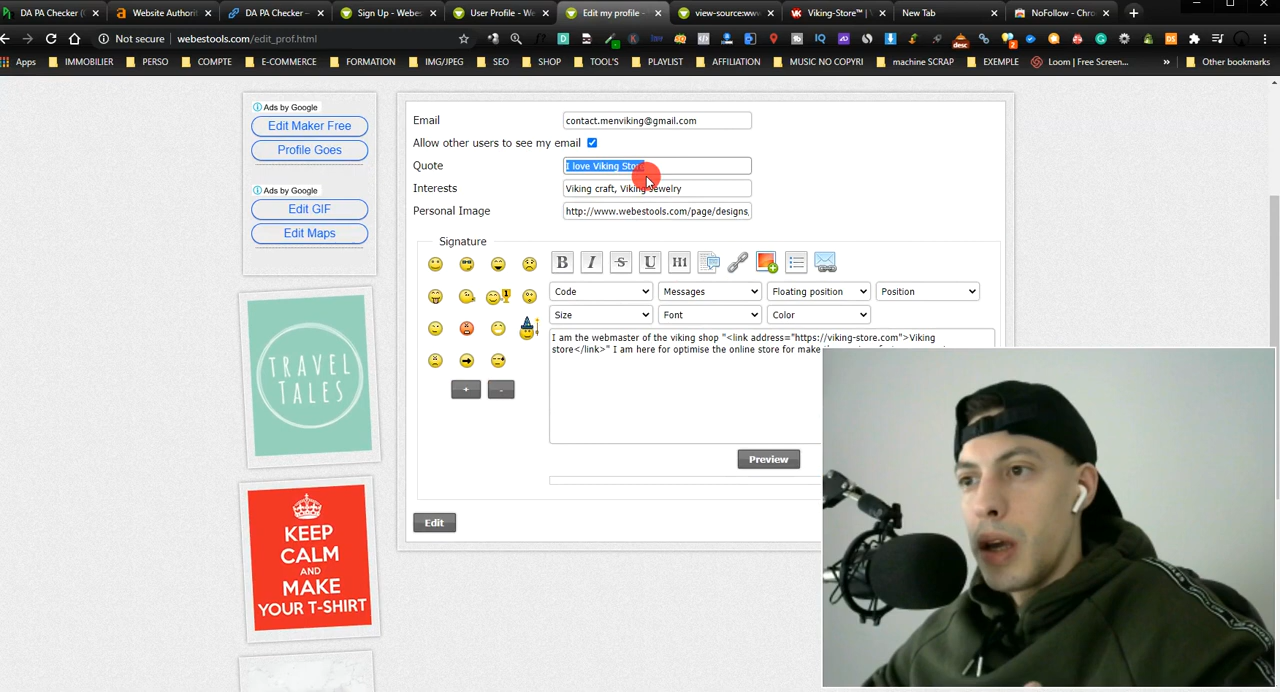 DA PA Checker (
Website Authori
DA PA Checker –
Sign Up - Webes
User Profile - We
Edit my profile -
view-source:www
Viking-Store™ | V
New Tab
NoFollow - Chro
Not secure | webestools.com/edit_prof.html
Apps IMMOBILIER PERSO COMPTE E-COMMERCE FORMATION IMG/JPEG SEO SHOP TOOL'S PLAYLIST AFFILIATION MUSIC NO COPYRI machine SCRAP EXEMPLE Loom | Free Screen... » Other bookmarks
Ads by Google
Edit Maker Free
Profile Goes
Ads by Google
Edit GIF
Edit Maps
TRAVEL
TALES
KEEP
CALM
AND
MAKE
YOUR T-SHIRT
Email contact.menviking@gmail.com
Allow other users to see my email
Quote I love Viking Store
Interests Viking craft, Viking Jewelry
Personal Image http://www.webestools.com/page/designs,
Signature
B I S U H1
Code Messages Floating position Position
Size Font Color
I am the webmaster of the viking shop "<link address="https://viking-store.com">Viking
store</link>" I am here for optimise the online store for make
+ -
Preview
Edit